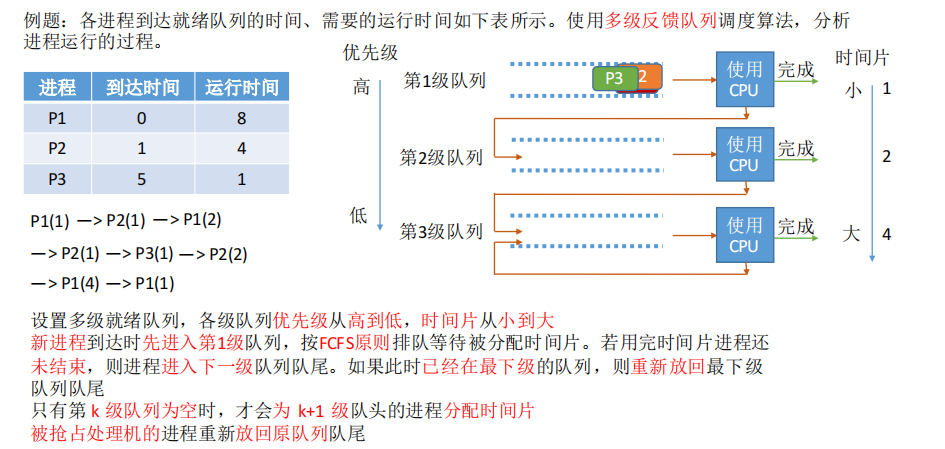 例题：各进程到达就绪队列的时间、需要的运行时间如下表所示。使用多级反馈队列调度算法，分析
进程运行的过程。
进程 到达时间 运行时间
P1 0 8
P2 1 4
P3 5 1
P1(1) —> P2(1) —> P1(2)
—> P2(1) —> P3(1) —> P2(2)
—> P1(4) —> P1(1)
优先级
高
低
第1级队列
P3
2
使用
CPU
完成
第2级队列
使用
CPU
完成
第3级队列
使用
CPU
完成
时间片
小 1
2
大 4
设置多级就绪队列，各级队列优先级从高到低，时间片从小到大
新进程到达时先进入第1级队列，按FCFS原则排队等待被分配时间片。若用完时间片进程还
未结束，则进程进入下一级队列队尾。如果此时已经在最下级的队列，则重新放回最下级
队列队尾
只有第 k 级队列为空时，才会为 k+1 级队头的进程分配时间片
被抢占处理机的进程重新放回原队列队尾